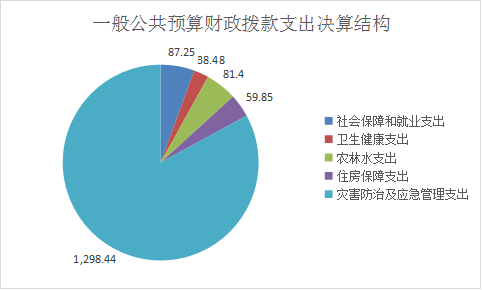 一般公共预算财政拨款支出决算结构
87.25
38.48
81.4
59.85
1,298.44
社会保障和就业支出
卫生健康支出
农林水支出
住房保障支出
灾害防治及应急管理支出